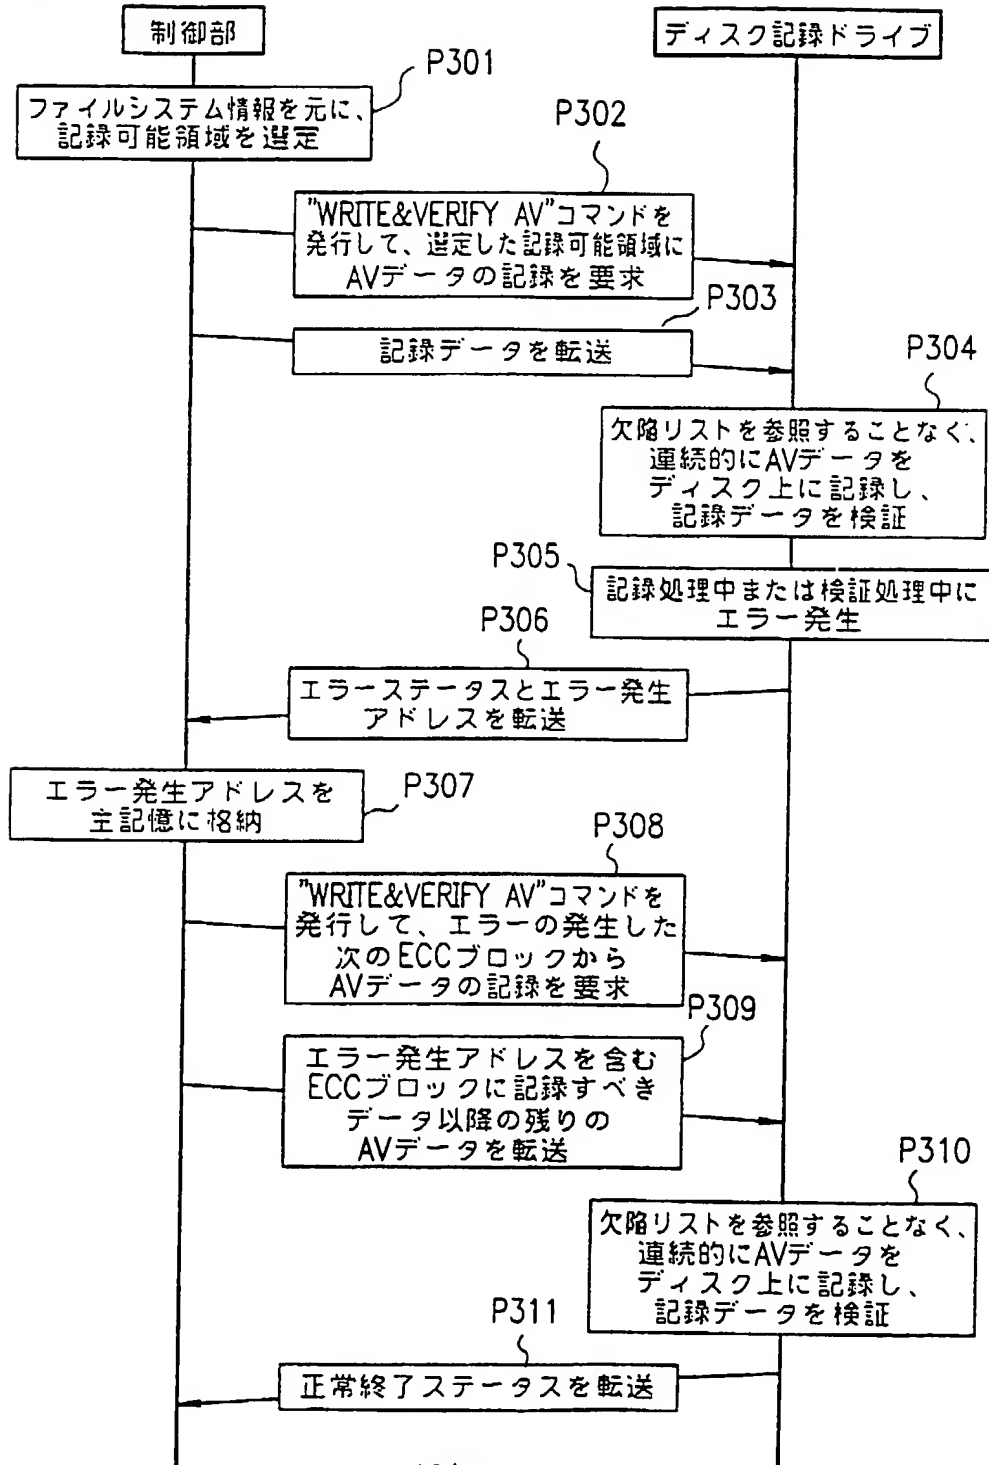 制御部
ディスク記録ドライブ
P301
ファイルシステム情報を元に、
記録可能領域を選定
P302
"WRITE&VERIFY AV"コマンドを
発行して、選定した記録可能領域に
AVデータの記録を要求
P303
記録データを転送
P304
欠陥リストを参照することなく、
連続的にAVデータを
ディスク上に記録し、
記録データを検証
P305
記録処理中または検証処理中に
エラー発生
P306
エラーステータスとエラー発生
アドレスを転送
P307
エラー発生アドレスを
主記憶に格納
P308
"WRITE&VERIFY AV"コマンドを
発行して、エラーの発生した
次のECCブロックから
AVデータの記録を要求
P309
エラー発生アドレスを含む
ECCブロックに記録すべき
データ以降の残りの
AVデータを転送
P310
欠陥リストを参照することなく、
連続的にAVデータを
ディスク上に記録し、
記録データを検証
P311
正常終了ステータスを転送